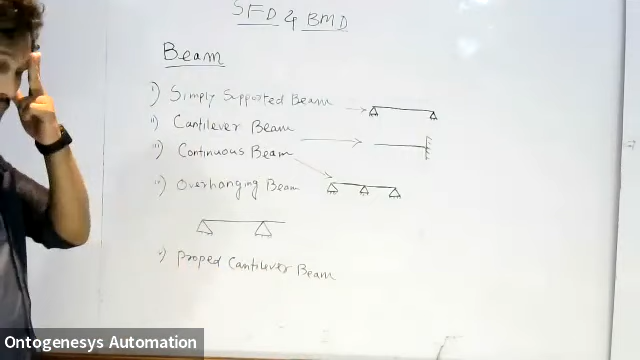 SFD & BMD
Beam
i) Simply Supported Beam
ii) Cantilever Beam
iii) Continuous Beam
iv) Overhanging Beam
v) Proped Cantilever Beam
Ontogenesys Automation